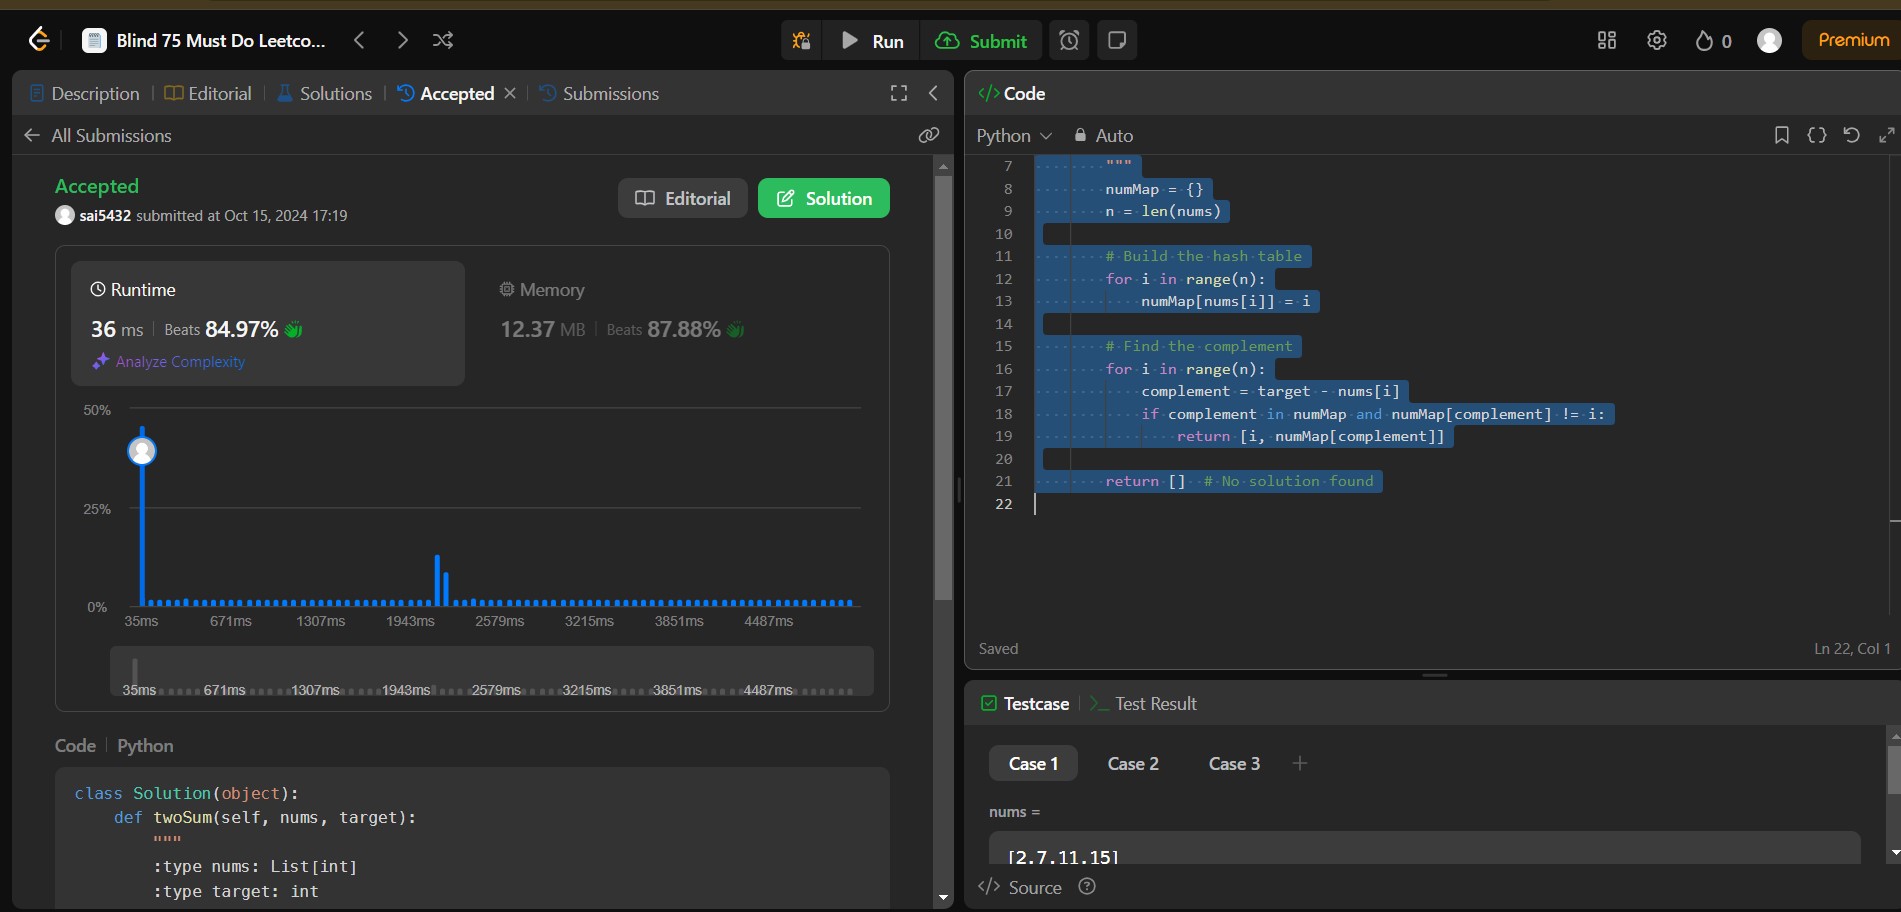 Blind 75 Must Do Leetco...
Run
Submit
0
Premium
Description
Editorial
Solutions
Accepted
Submissions
All Submissions
Accepted
sai5432 submitted at Oct 15, 2024 17:19
Editorial
Solution
Runtime
36 ms
Beats 84.97%
Analyze Complexity
Memory
12.37 MB
Beats 87.88%
50%
25%
0%
35ms 671ms 1307ms 1943ms 2579ms 3215ms 3851ms 4487ms
35ms 671ms 1307ms 1943ms 2579ms 3215ms 3851ms 4487ms
Code
Python
class Solution(object):
    def twoSum(self, nums, target):
        """
        :type nums: List[int]
        :type target: int
</> Code
Python
Auto
7         """
8         numMap = {}
9         n = len(nums)
10
11         # Build the hash table
12         for i in range(n):
13             numMap[nums[i]] = i
14
15         # Find the complement
16         for i in range(n):
17             complement = target - nums[i]
18             if complement in numMap and numMap[complement] != i:
19                 return [i, numMap[complement]]
20
21         return []  # No solution found
22
Saved
Ln 22, Col 1
Testcase
Test Result
Case 1
Case 2
Case 3
nums =
[2,7,11,15]
</> Source